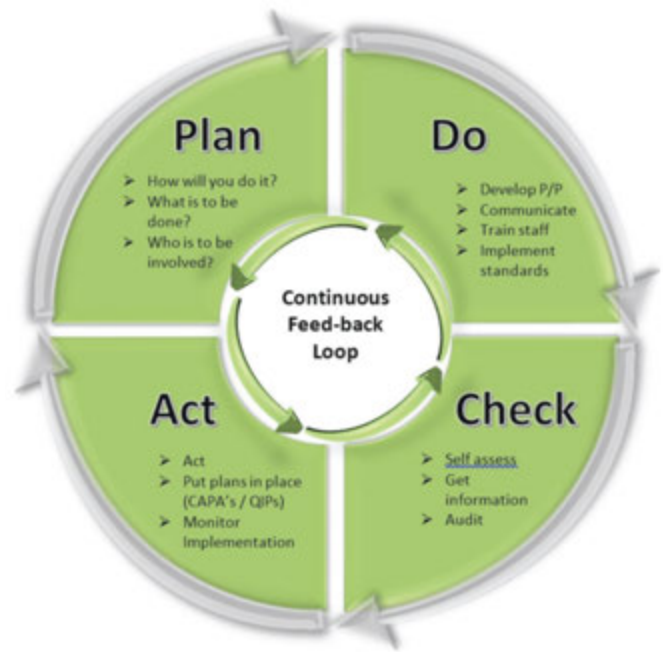 Plan
➢ How will you do it?
➢ What is to be
done?
➢ Who is to be
involved?
Do
➢ Develop P/P
➢ Communicate
➢ Train staff
➢ Implement
standards
Continuous
Feed-back
Loop
Act
➢ Act
➢ Put plans in place
(CAPA's / QIPs)
➢ Monitor
Implementation
Check
➢ Self assess
➢ Get
information
➢ Audit